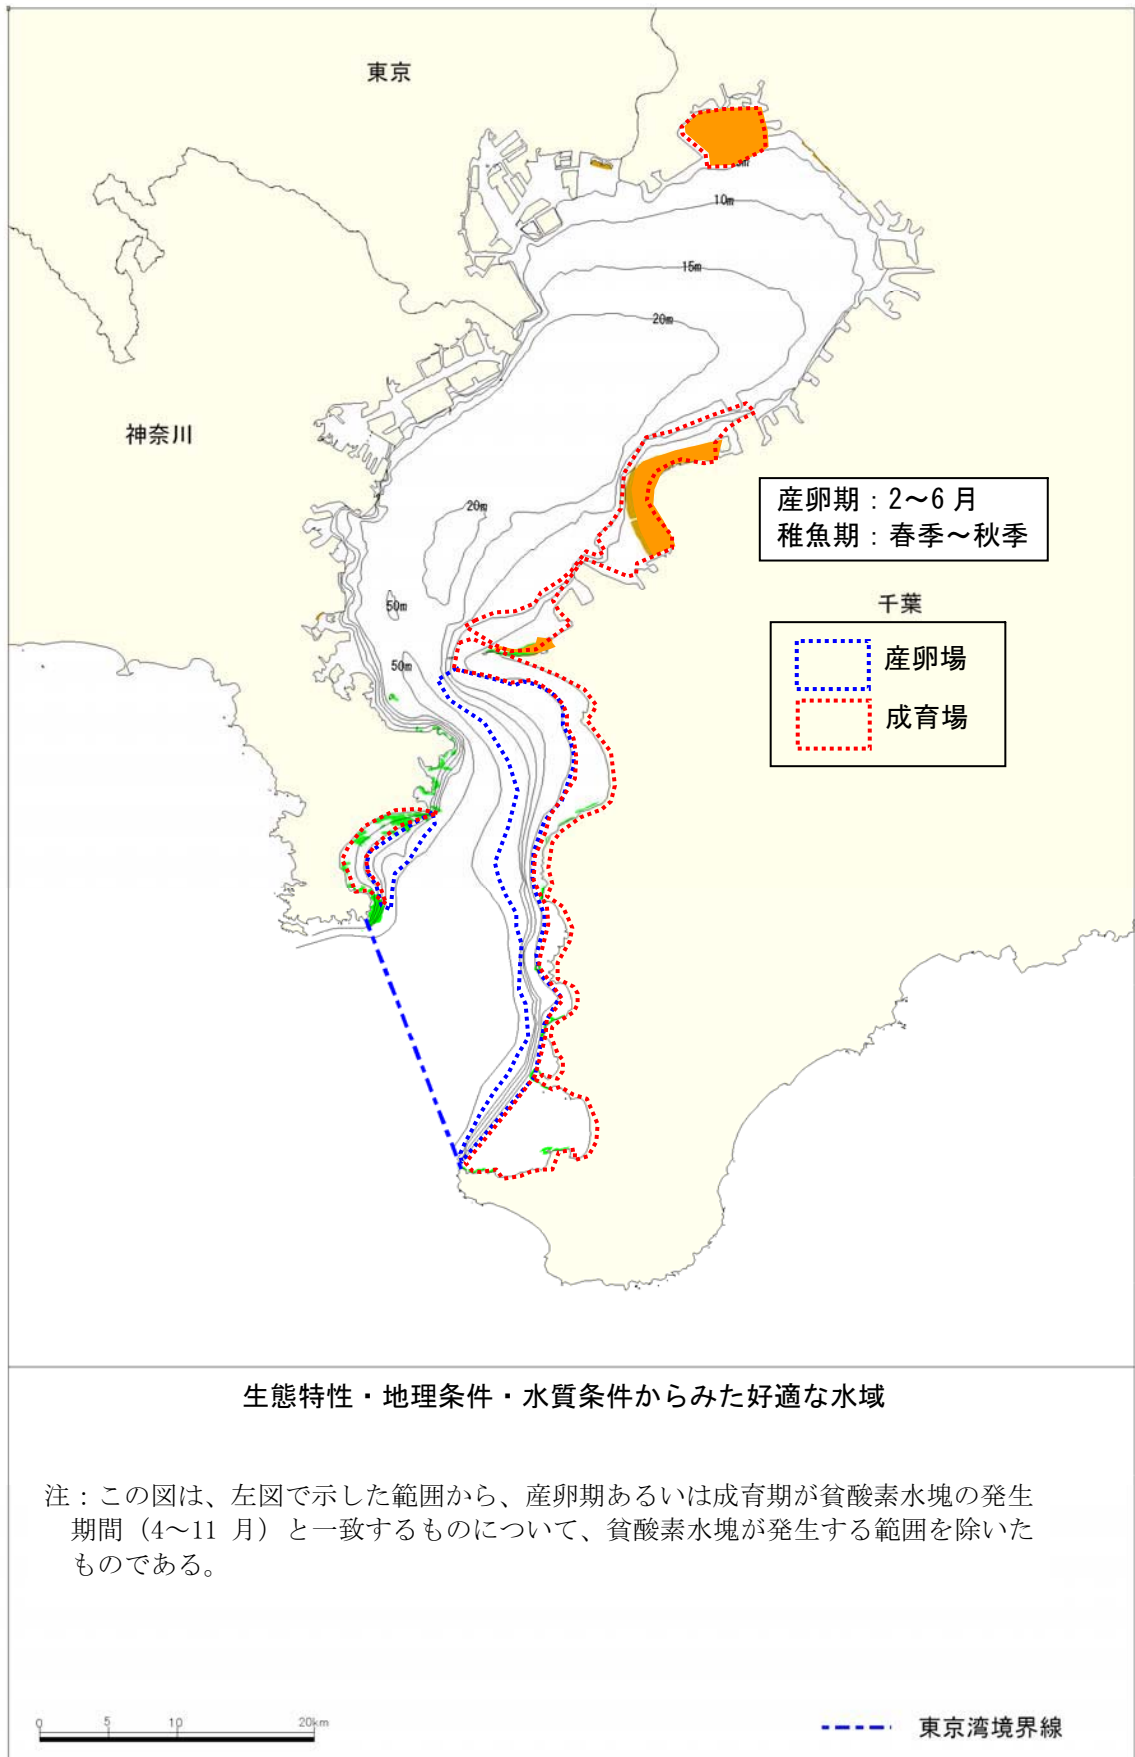 東京
10m
15m
20m
神奈川
20m
産卵期：2～6 月
稚魚期：春季～秋季
千葉
50m
50m
産卵場
成育場
生態特性・地理条件・水質条件からみた好適な水域
注：この図は、左図で示した範囲から、産卵期あるいは成育期が貧酸素水塊の発生
期間（4～11 月）と一致するものについて、貧酸素水塊が発生する範囲を除いた
ものである。
0 5 10 20km
東京湾境界線